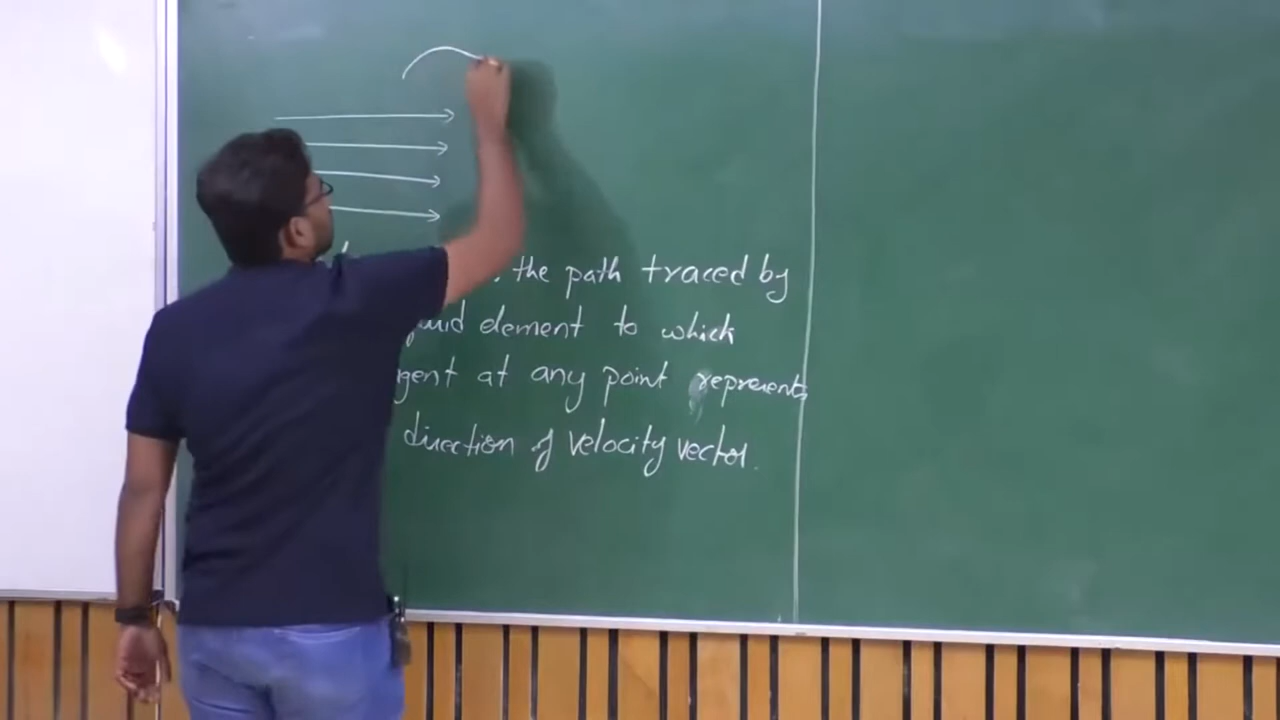 the path traced by
element to which
at any point represents
direction of velocity vector.